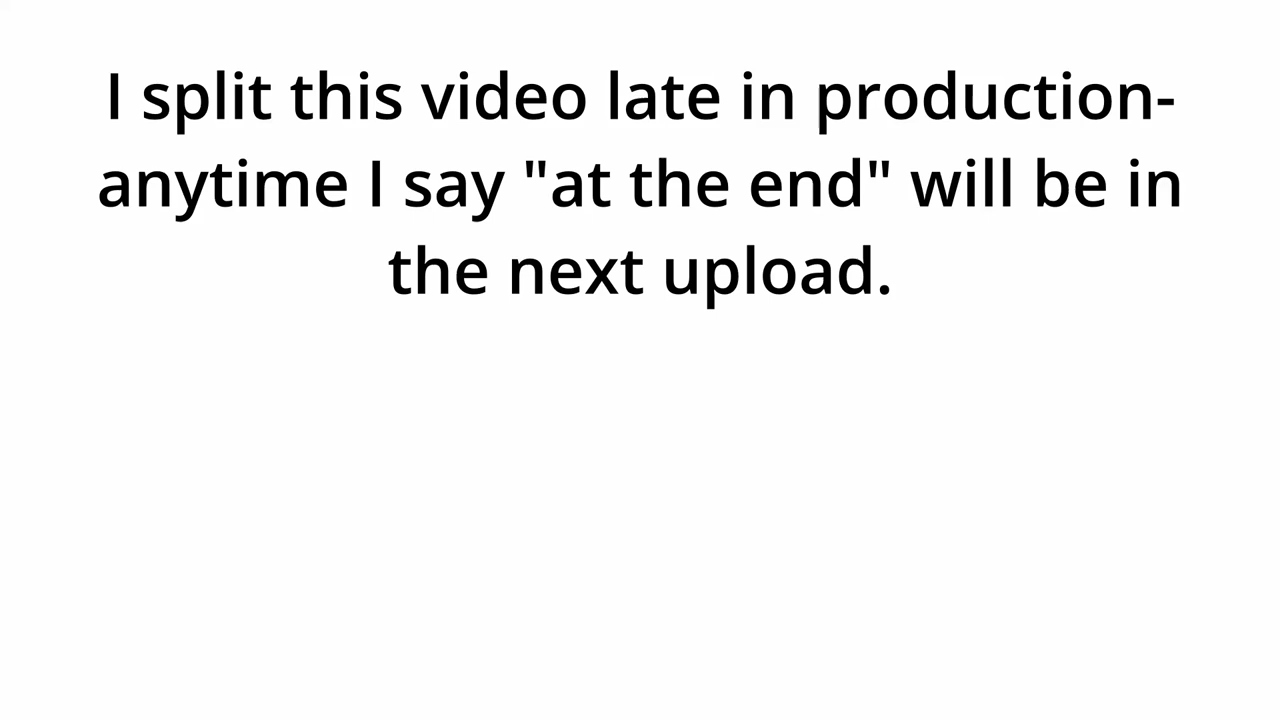 I split this video late in production-
anytime I say "at the end" will be in
the next upload.